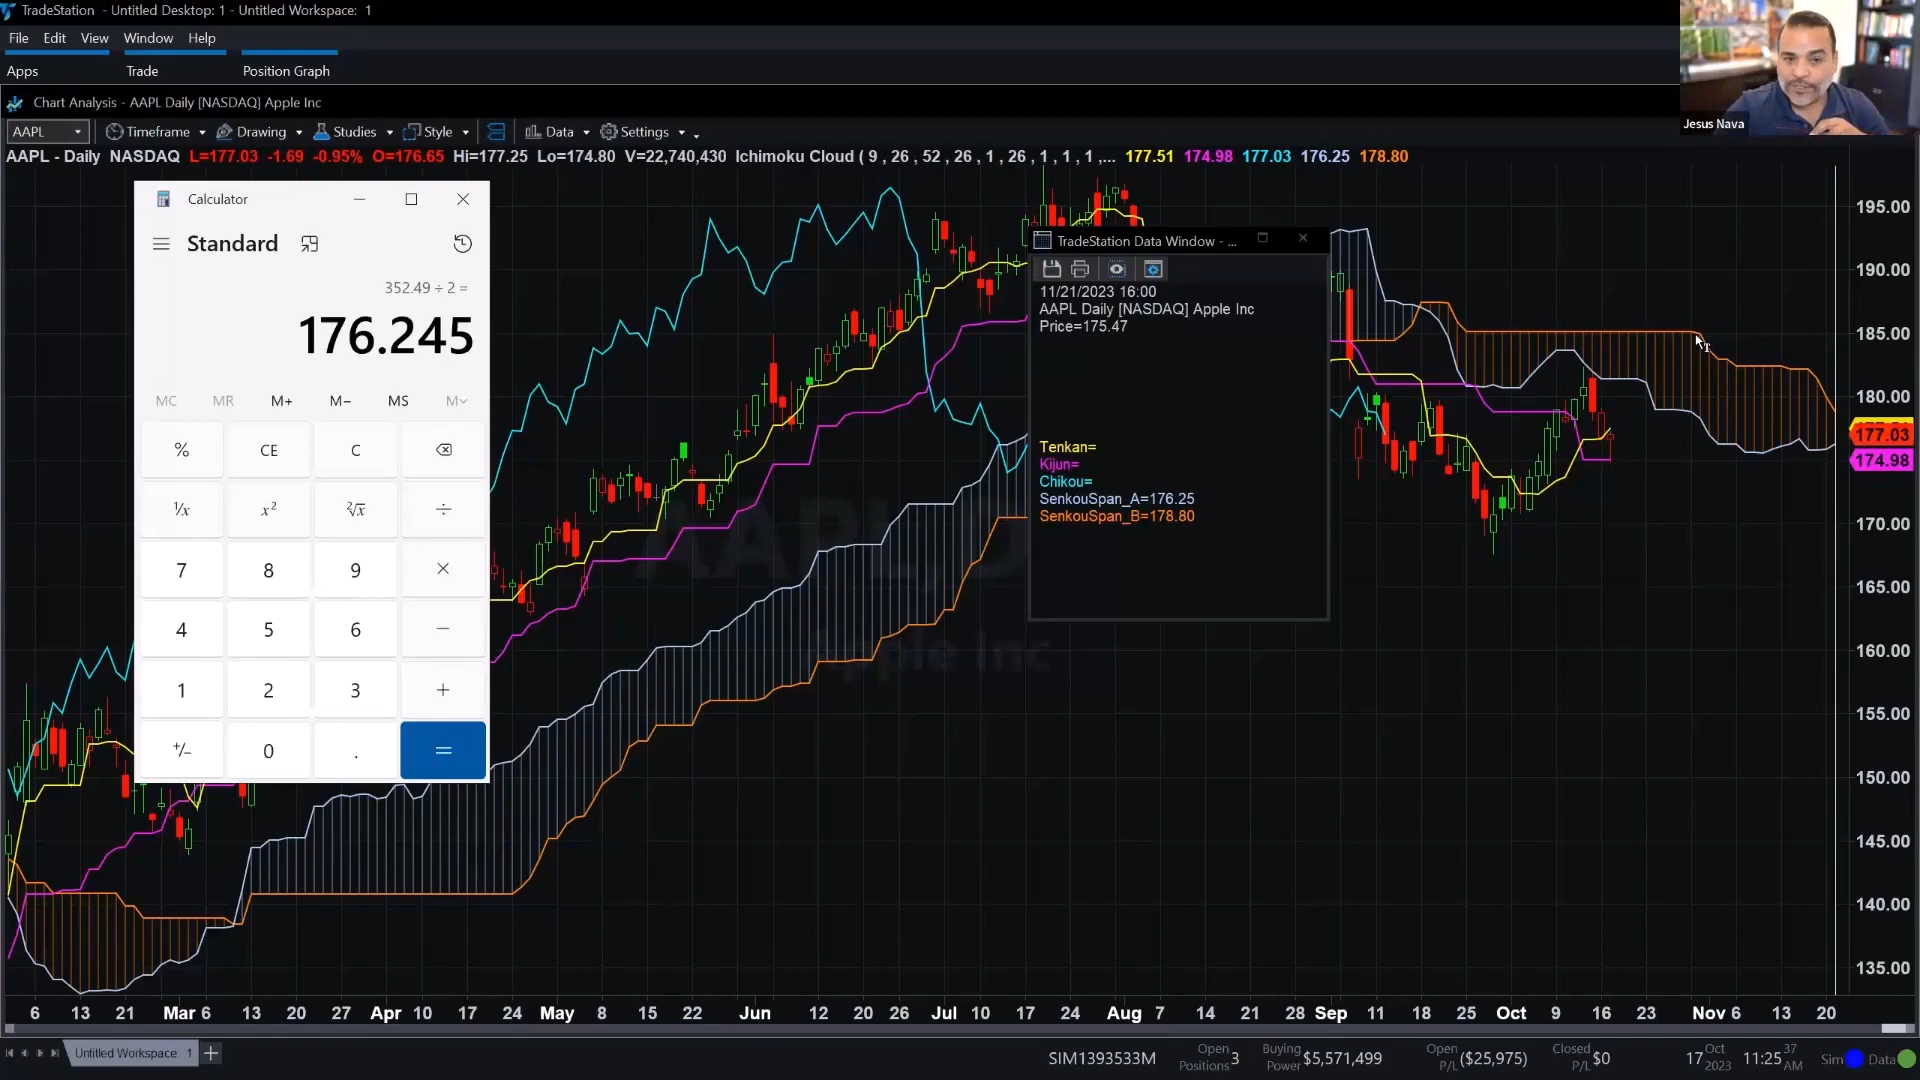 TradeStation - Untitled Desktop: 1 - Untitled Workspace: 1
File Edit View Window Help
Apps Trade Position Graph
Jesus Nava
Chart Analysis - AAPL Daily [NASDAQ] Apple Inc
AAPL Timeframe Drawing Studies Style Data Settings
AAPL - Daily NASDAQ L=177.03 -1.69 -0.95% O=176.65 Hi=177.25 Lo=174.80 V=22,740,430 Ichimoku Cloud ( 9 , 26 , 52 , 26 , 1 , 26 , 1 , 1 , 1 ,... 177.51 174.98 177.03 176.25 178.80
Calculator
Standard
352.49 ÷ 2 =
176.245
MC MR M+ M− MS M
% CE C
1/x x² ²√x ÷
7 8 9 ×
4 5 6 −
1 2 3 +
+/− 0 . =
TradeStation Data Window - ...
11/21/2023 16:00
AAPL Daily [NASDAQ] Apple Inc
Price=175.47
Tenkan=
Kijun=
Chikou=
SenkouSpan_A=176.25
SenkouSpan_B=178.80
Apple Inc
195.00
190.00
185.00
180.00
177.03
174.98
170.00
165.00
160.00
155.00
150.00
145.00
140.00
135.00
6 13 21 Mar 6 13 20 27 Apr 10 17 24 May 8 15 22 Jun 12 20 26 Jul 10 17 24 Aug 7 14 21 28 Sep 11 18 25 Oct 9 16 23 Nov 6 13 20
Untitled Workspace 1
SIM1393533M Open Positions 3 Buying Power $5,571,499 Open P/L ($25,975) Closed P/L $0 17 Oct 2023 11:25 37 AM Sim Data